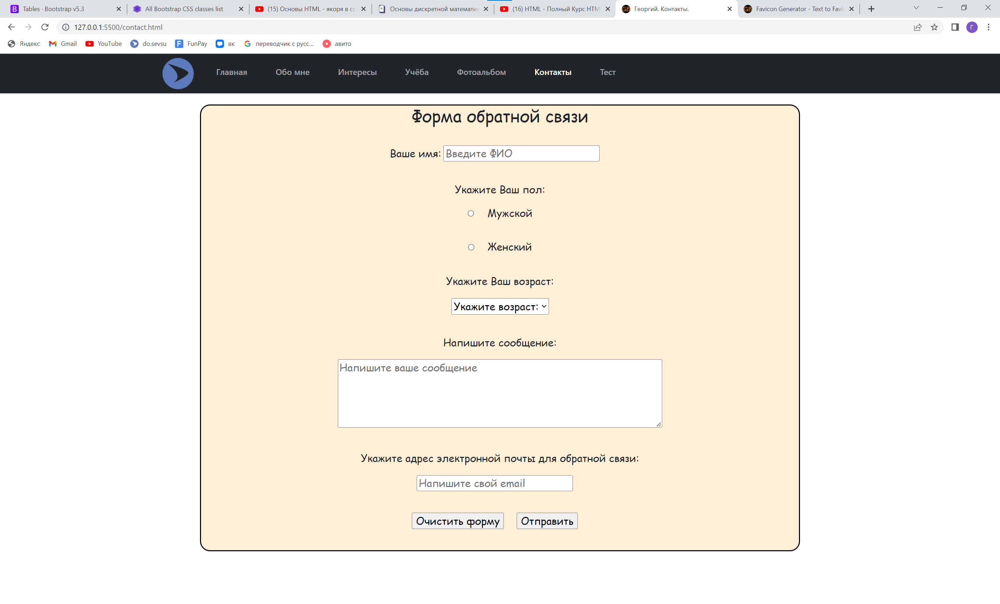 Tables · Bootstrap v5.3
All Bootstrap CSS classes list
(15) Основы HTML - якоря в сс
Основы дискретной математик
(16) HTML - Полный Курс HTM
Георгий. Контакты.
Favicon Generator - Text to Favi
127.0.0.1:5500/contact.html
Г
Яндекс
Gmail
YouTube
do.sevsu
FunPay
вк
переводчик с русс...
авито
Главная
Обо мне
Интересы
Учёба
Фотоальбом
Контакты
Тест
Форма обратной связи
Ваше имя: Введите ФИО
Укажите Ваш пол:
Мужской
Женский
Укажите Ваш возраст:
Укажите возраст:
Напишите сообщение:
Напишите ваше сообщение
Укажите адрес электронной почты для обратной связи:
Напишите свой email
Очистить форму
Отправить